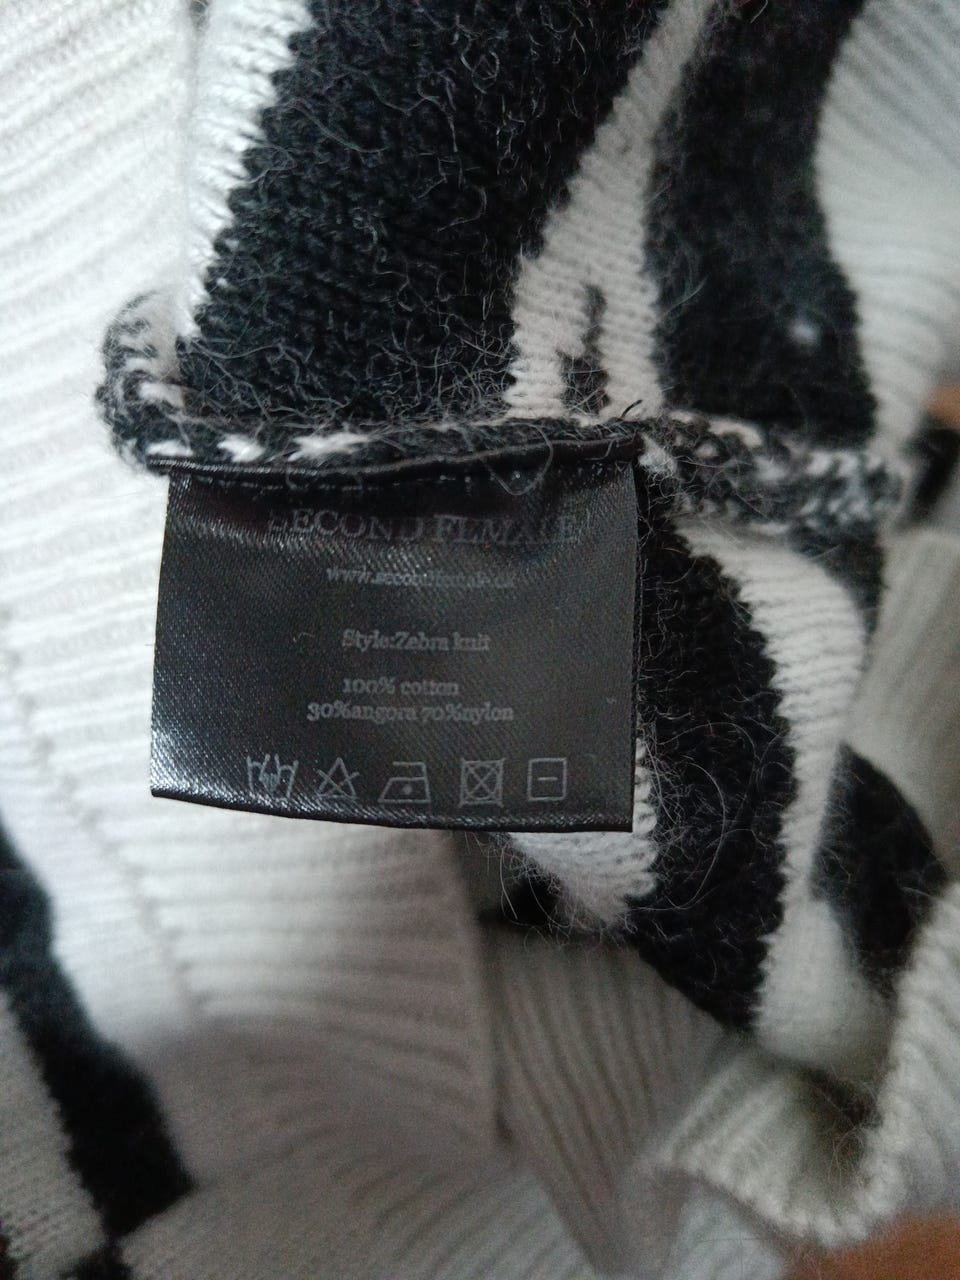 SECOND FEMALE
www.secondfemale.dk
Style:Zebra knit
100% cotton
30%angora 70%nylon